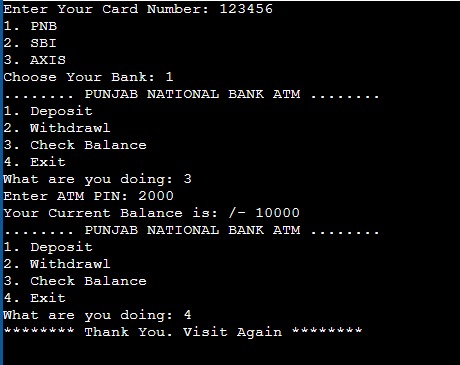 Enter Your Card Number: 123456
1. PNB
2. SBI
3. AXIS
Choose Your Bank: 1
........ PUNJAB NATIONAL BANK ATM ........
1. Deposit
2. Withdrawl
3. Check Balance
4. Exit
What are you doing: 3
Enter ATM PIN: 2000
Your Current Balance is: /- 10000
........ PUNJAB NATIONAL BANK ATM ........
1. Deposit
2. Withdrawl
3. Check Balance
4. Exit
What are you doing: 4
******** Thank You. Visit Again ********